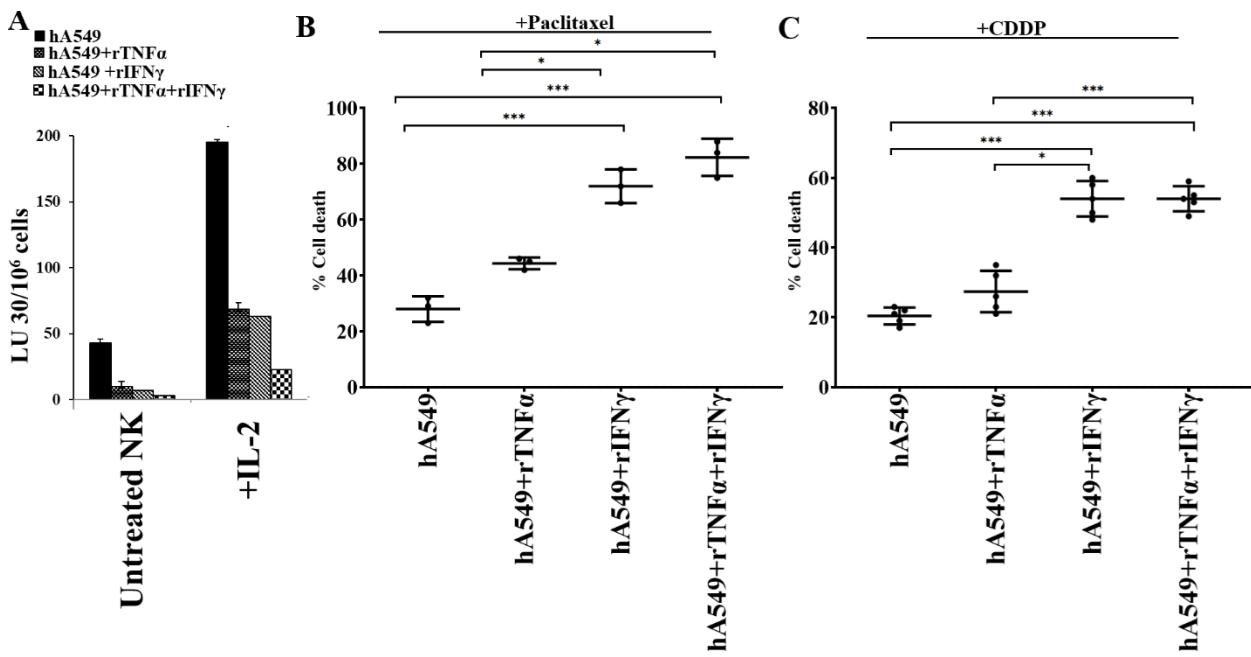 A
hA549
hA549+rTNFα
hA549 +rIFNγ
hA549+rTNFα+rIFNγ
200
150
100
50
0
LU 30/10⁶ cells
Untreated NK
+IL-2
B
+Paclitaxel
*
*
***
***
100
80
60
40
20
0
% Cell death
hA549
hA549+rTNFα
hA549+rIFNγ
hA549+rTNFα+rIFNγ
C
+CDDP
***
***
***
*
80
60
40
20
0
% Cell death
hA549
hA549+rTNFα
hA549+rIFNγ
hA549+rTNFα+rIFNγ